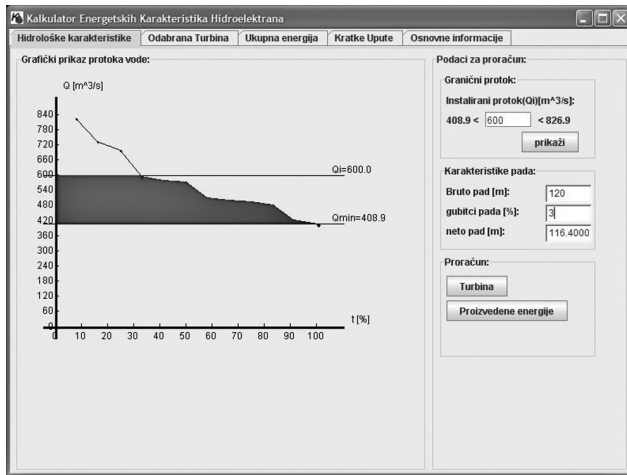 Kalkulator Energetskih Karakteristika Hidroelektrana
Hidrološke karakteristike Odabrana Turbina Ukupna energija Kratke Upute Osnovne informacije
Grafički prikaz protoka vode:
Q [m^3/s]
840
780
720
660
600
540
480
420
360
300
240
180
120
60
0
Qi=600.0
Qmin=408.9
t [%]
0 10 20 30 40 50 60 70 80 90 100
Podaci za proračun:
Granični protok:
Instalirani protok(Qi)[m^3/s]:
408.9 < 600 < 826.9
prikaži
Karakteristike pada:
Bruto pad [m]: 120
gubitci pada [%]: 3
neto pad [m]: 116.4000
Proračun:
Turbina
Proizvedene energije